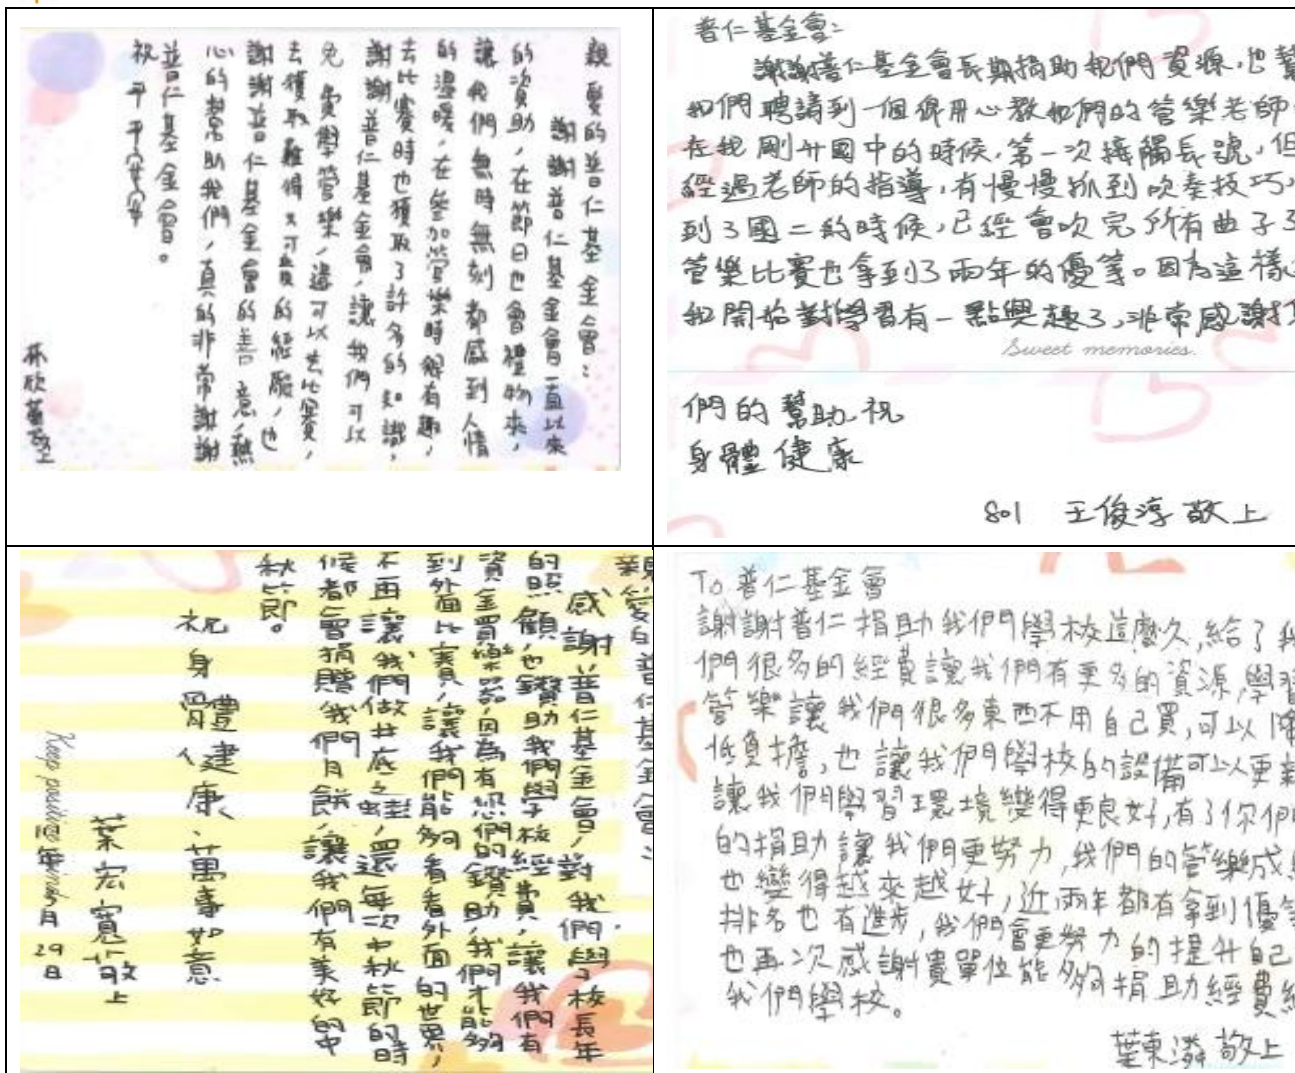 親愛的普仁基金會：
謝謝普仁基金會一直以來
的資助，在節日也會禮物來，
讓我們無時無刻都感到人情
的溫暖，在參加管樂時很有趣，
去比賽時也獲取了許多的知識，
謝謝普仁基金會，讓我們可以
免費學管樂，還可以去比賽，
去獲取難得可貴的經驗，也
謝謝普仁基金會的善意，熱
心的幫助我們，真的非常謝謝
普仁基金會。
祝 平平安安
普仁基金會：
謝謝普仁基金會長期捐助我們資源，也幫
我們聘請到一個很用心教我們的管樂老師
在我剛升國中的時候，第一次接觸長號，但
經過老師的指導，有慢慢抓到吹奏技巧，
到了國二的時候，已經會吹完所有曲子了
管樂比賽也拿到了兩年的優等。因為這樣
我開始對學習有一點興趣了，非常感謝
Sweet memories.
們的幫助祝
身體健康
801 王俊淳 敬上
親愛的普仁基金會：
感謝普仁基金會，對我們學校長年
的照顧，也贊助我們學校經費，讓我們有
資金買樂器，因為有您們的贊助，我們才能夠
到外面比賽，讓我們能夠看看外面的世界，
不再讓我們做井底之蛙，還每次中秋節的時
候都會捐贈我們月餅，讓我們有美好的中
秋節。
祝
身體健康、萬事如意
葉宏寬 敬上
Keep positive minds
年 月29日
To 普仁基金會
謝謝普仁捐助我們學校這麼久，給了我
們很多的經費讓我們有更多的資源，學習
管樂讓我們很多東西不用自己買，可以降
低負擔，也讓我們學校的設備可以更新
讓我們學習環境變得更良好，有了你們
的捐助讓我們更努力，我們的管樂成績
也變得越來越好，近兩年都有拿到優等
排名也有進步，我們會更努力的提升自己
也再次感謝貴單位能夠捐助經費給
我們學校。
葉東潾 敬上